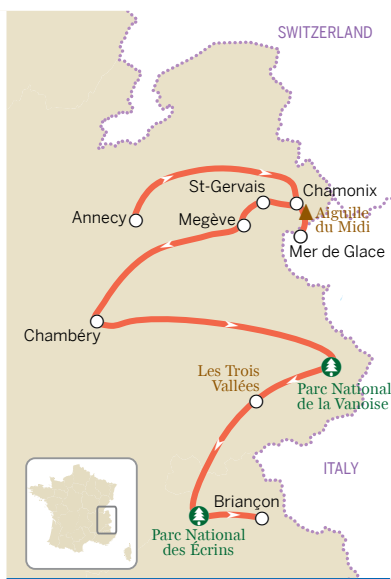 SWITZERLAND
St-Gervais
Chamonix
Annecy
Megève
Aiguille
du Midi
Mer de Glace
Chambéry
Les Trois
Vallées
Parc National
de la Vanoise
ITALY
Briançon
Parc National
des Écrins